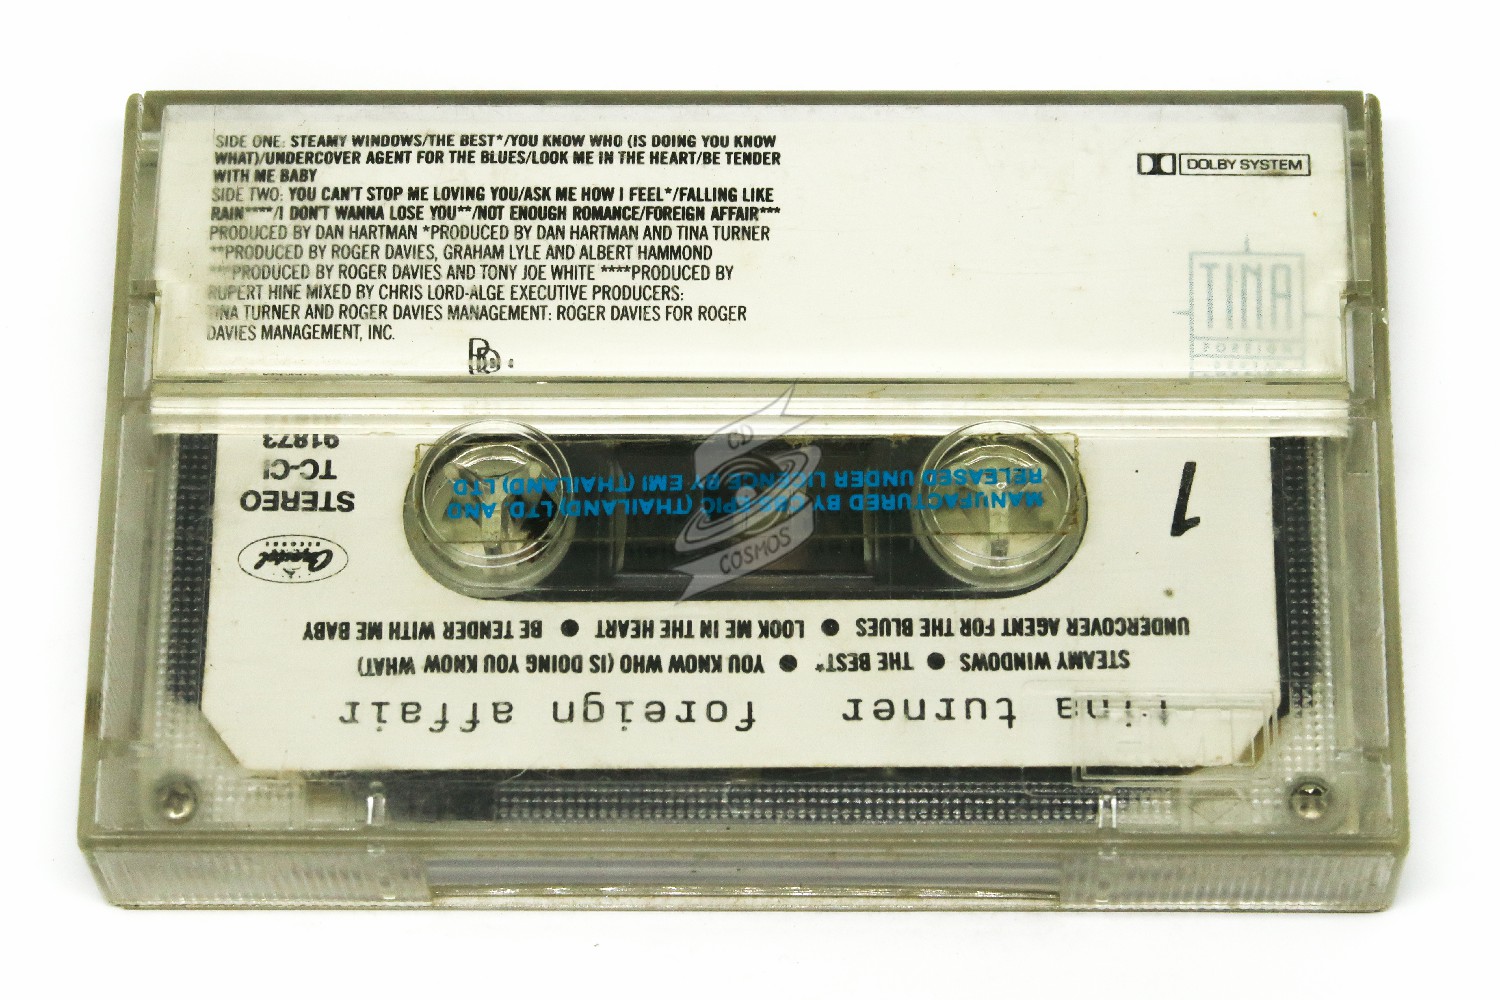 SIDE ONE: STEAMY WINDOWS/THE BEST*/YOU KNOW WHO (IS DOING YOU KNOW
WHAT)/UNDERCOVER AGENT FOR THE BLUES/LOOK ME IN THE HEART/BE TENDER
WITH ME BABY
SIDE TWO: YOU CAN'T STOP ME LOVING YOU/ASK ME HOW I FEEL*/FALLING LIKE
RAIN****/I DON'T WANNA LOSE YOU**/NOT ENOUGH ROMANCE/FOREIGN AFFAIR***
PRODUCED BY DAN HARTMAN *PRODUCED BY DAN HARTMAN AND TINA TURNER
**PRODUCED BY ROGER DAVIES, GRAHAM LYLE AND ALBERT HAMMOND
***PRODUCED BY ROGER DAVIES AND TONY JOE WHITE ****PRODUCED BY
RUPERT HINE MIXED BY CHRIS LORD-ALGE EXECUTIVE PRODUCERS:
TINA TURNER AND ROGER DAVIES MANAGEMENT: ROGER DAVIES FOR ROGER
DAVIES MANAGEMENT, INC.
DOLBY SYSTEM
TINA
tina turner foreign affair
STEAMY WINDOWS ● THE BEST* ● YOU KNOW WHO (IS DOING YOU KNOW WHAT)
UNDERCOVER AGENT FOR THE BLUES ● LOOK ME IN THE HEART ● BE TENDER WITH ME BABY
1
Capitol
RECORDS
STEREO
TC-CI
91873
MANUFACTURED BY CBS EPIC (THAILAND) LTD AND
RELEASED UNDER LICENCE BY EMI (THAILAND) LTD
CD
COSMOS